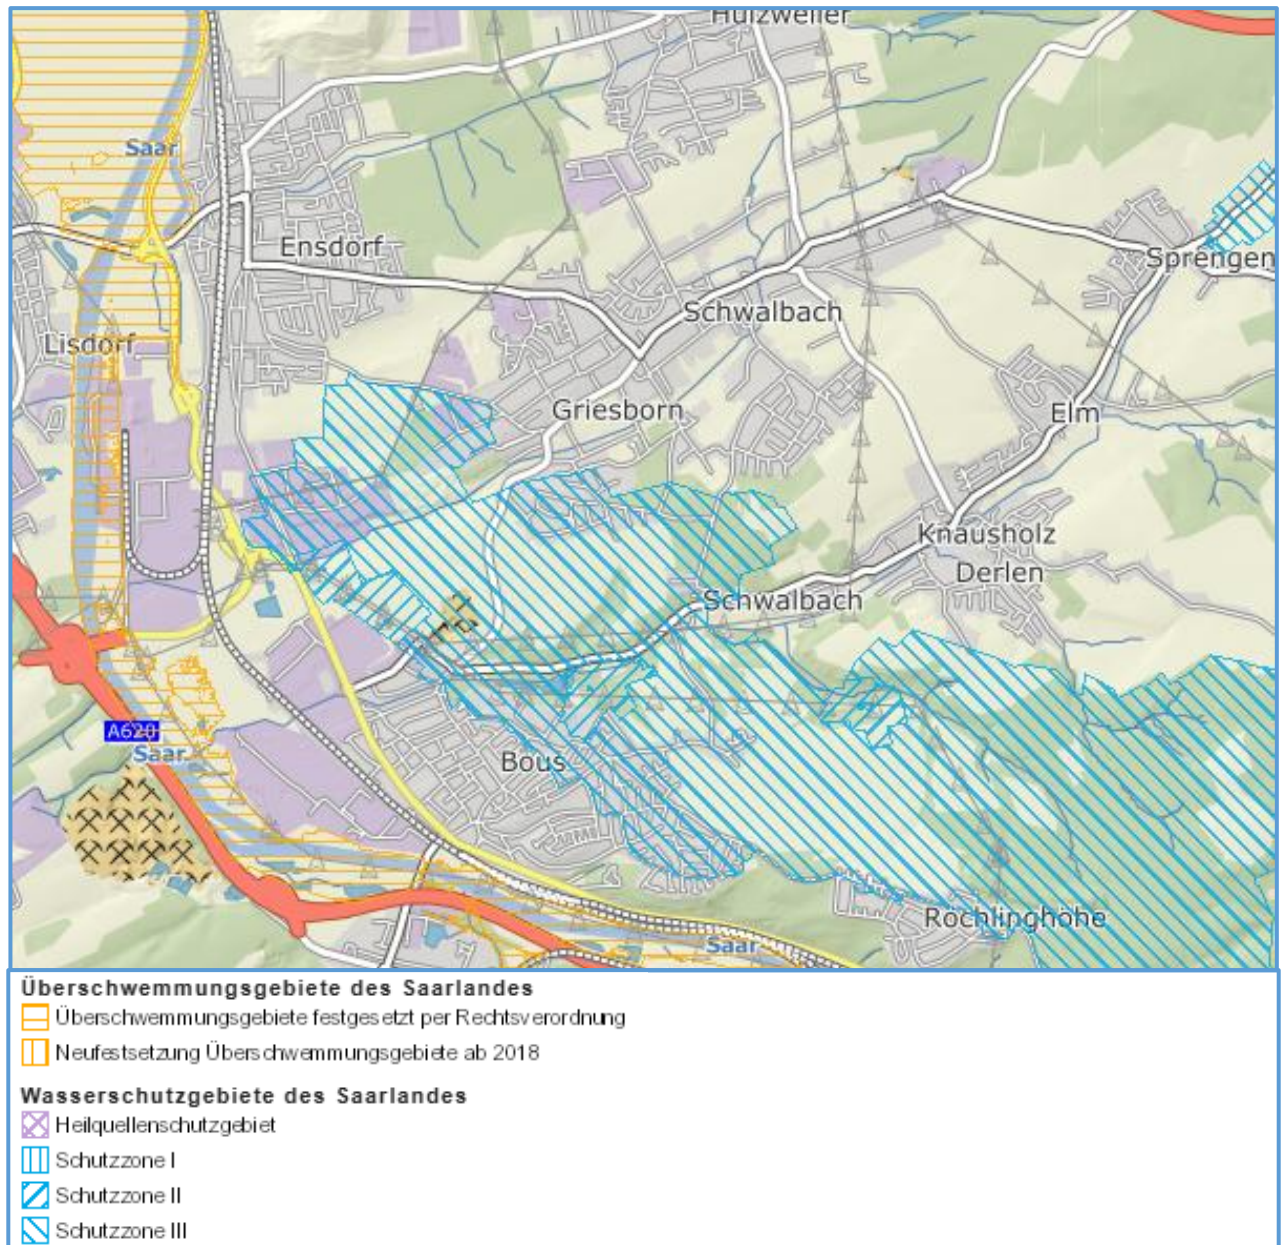 Hülzweiler
Saar
Ensdorf
Sprengen
Schwalbach
Lisdorf
Griesborn
Elm
Knausholz
Derlen
Schwalbach
A620
Saar
Bous
Röchlinghöhe
Saar
Überschwemmungsgebiete des Saarlandes
Überschwemmungsgebiete festgesetzt per Rechtsverordnung
Neufestsetzung Überschwemmungsgebiete ab 2018
Wasserschutzgebiete des Saarlandes
Heilquellenschutzgebiet
Schutzzone I
Schutzzone II
Schutzzone III